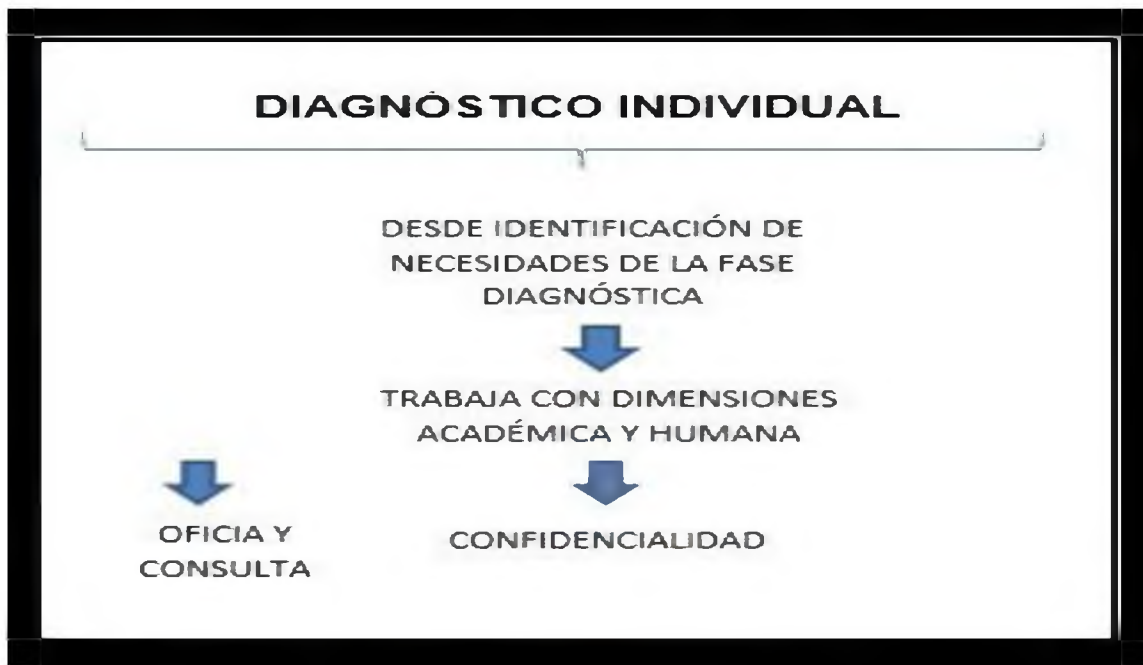 DIAGNÓSTICO INDIVIDUAL
DESDE IDENTIFICACIÓN DE
NECESIDADES DE LA FASE
DIAGNÓSTICA
TRABAJA CON DIMENSIONES
ACADÉMICA Y HUMANA
OFICIA Y
CONSULTA
CONFIDENCIALIDAD